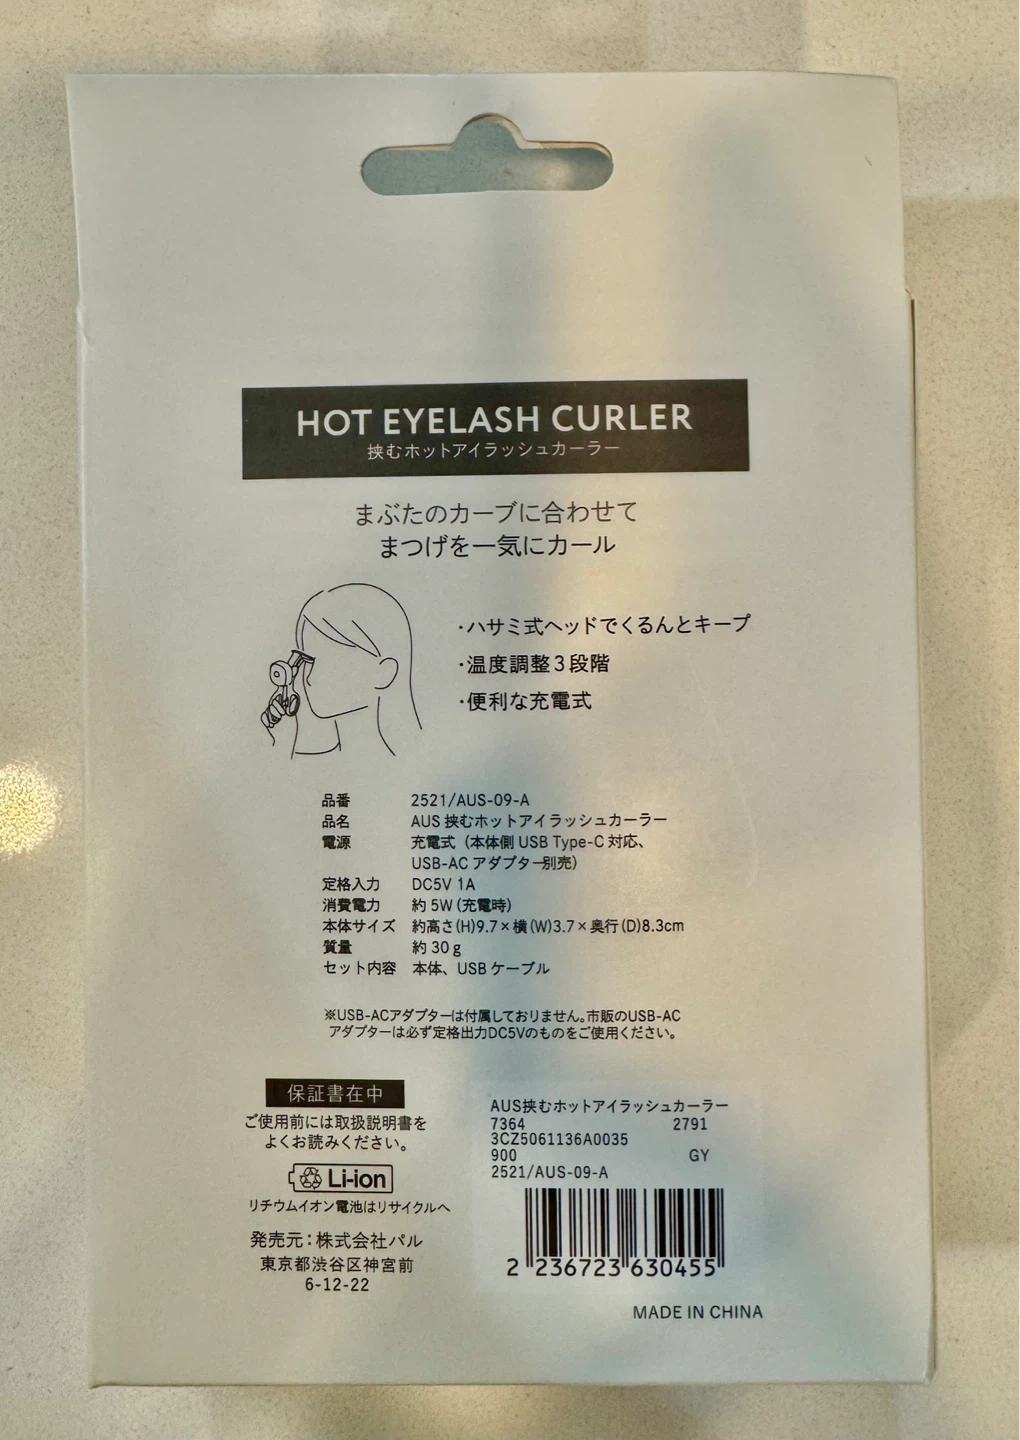 HOT EYELASH CURLER
挟むホットアイラッシュカーラー
まぶたのカーブに合わせて
まつげを一気にカール
・ハサミ式ヘッドでくるんとキープ
・温度調整3段階
・便利な充電式
品番 2521/AUS-09-A
品名 AUS 挟むホットアイラッシュカーラー
電源 充電式（本体側 USB Type-C 対応、
USB-AC アダプター別売）
定格入力 DC5V 1A
消費電力 約 5W（充電時）
本体サイズ 約高さ(H)9.7×横(W)3.7×奥行(D)8.3cm
質量 約 30g
セット内容 本体、USB ケーブル
※USB-ACアダプターは付属しておりません。市販のUSB-AC
アダプターは必ず定格出力DC5Vのものをご使用ください。
保証書在中
ご使用前には取扱説明書を
よくお読みください。
Li-ion
リチウムイオン電池はリサイクルへ
発売元：株式会社パル
東京都渋谷区神宮前
6-12-22
AUS挟むホットアイラッシュカーラー
7364 2791
3CZ5061136A0035
900 GY
2521/AUS-09-A
2 236723 630455
MADE IN CHINA